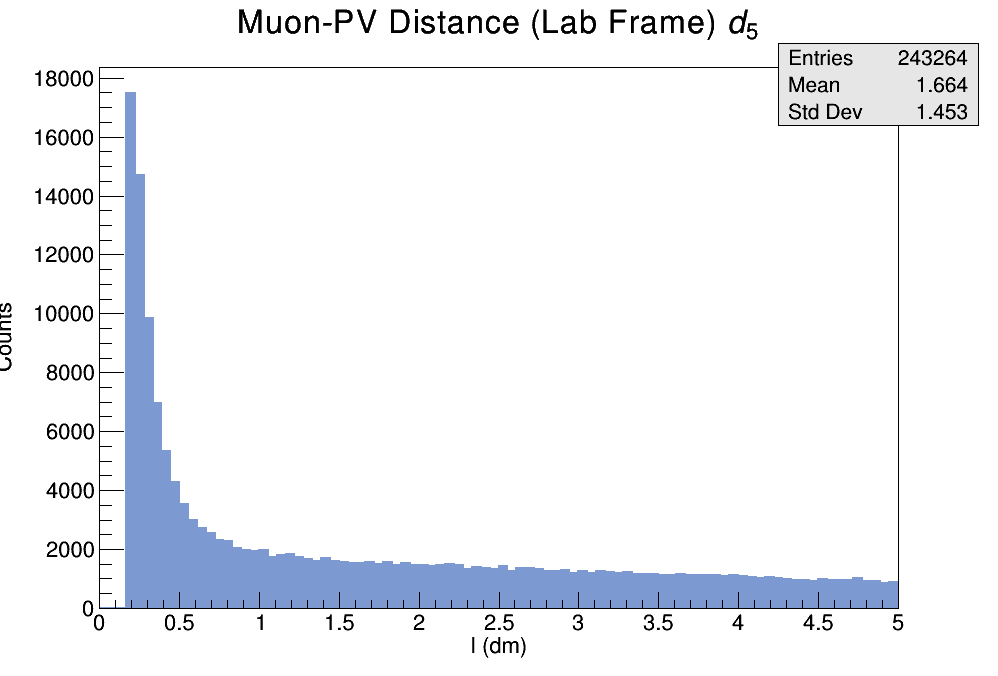 Muon-PV Distance (Lab Frame) d5
Entries 243264
Mean 1.664
Std Dev 1.453
18000
16000
14000
12000
10000
8000
6000
4000
2000
0
Counts
0 0.5 1 1.5 2 2.5 3 3.5 4 4.5 5
l (dm)